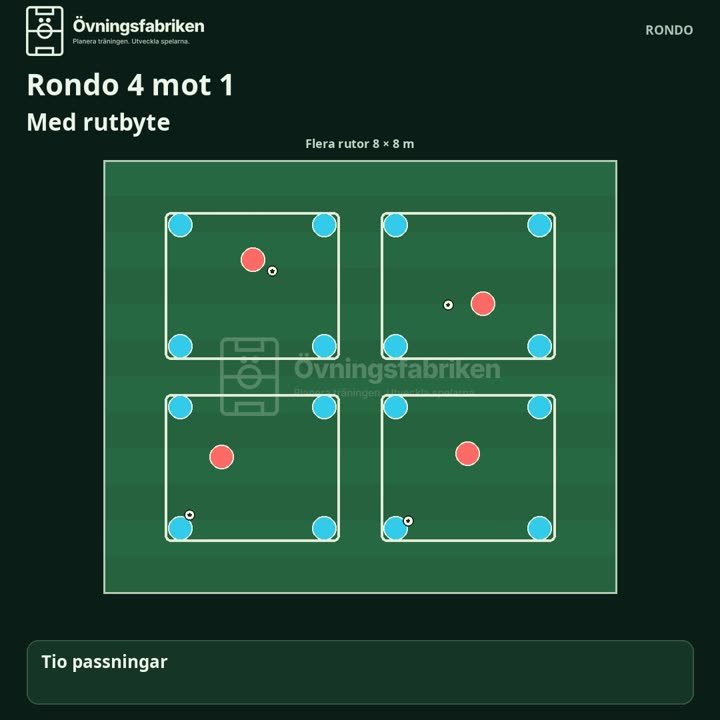 Övningsfabriken
Planera träningen. Utveckla spelarna.
RONDO
Rondo 4 mot 1
Med rutbyte
Flera rutor 8 × 8 m
Övningsfabriken
Planera träningen. Utveckla spelarna.
Tio passningar